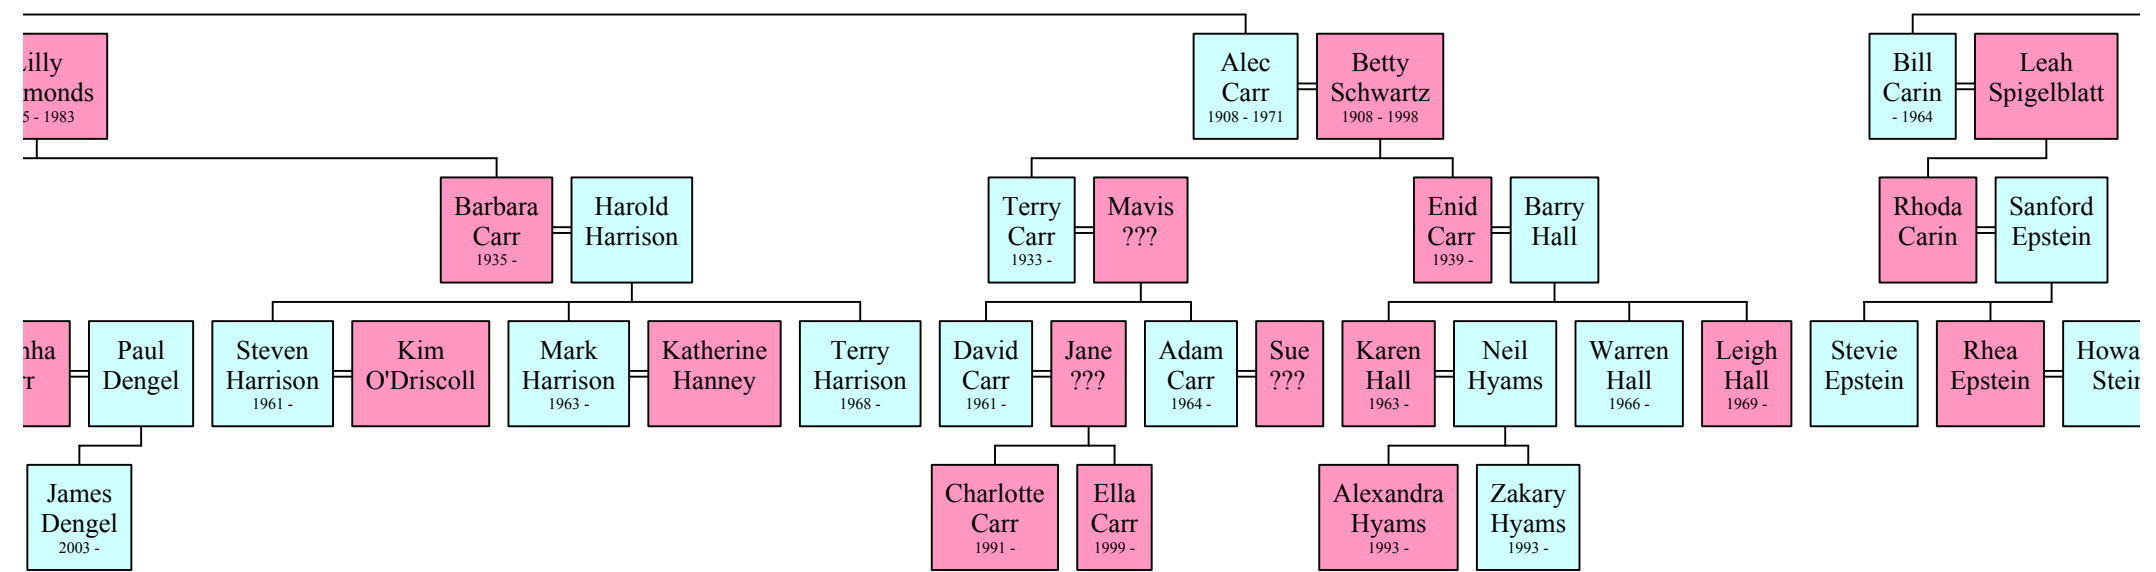 Alec
Carr
1908 - 1971
Betty
Schwartz
1908 - 1998
Bill
Carin
- 1964
Leah
Spigelblatt
- 1983
Barbara
Carr
1935 -
Harold
Harrison
Terry
Carr
1933 -
Mavis
???
Enid
Carr
1939 -
Barry
Hall
Rhoda
Carin
Sanford
Epstein
Paul
Dengel
Steven
Harrison
1961 -
Kim
O'Driscoll
Mark
Harrison
1963 -
Katherine
Hanney
Terry
Harrison
1968 -
David
Carr
1961 -
Jane
???
Adam
Carr
1964 -
Sue
???
Karen
Hall
1963 -
Neil
Hyams
Warren
Hall
1966 -
Leigh
Hall
1969 -
Stevie
Epstein
Rhea
Epstein
James
Dengel
2003 -
Charlotte
Carr
1991 -
Ella
Carr
1999 -
Alexandra
Hyams
1993 -
Zakary
Hyams
1993 -